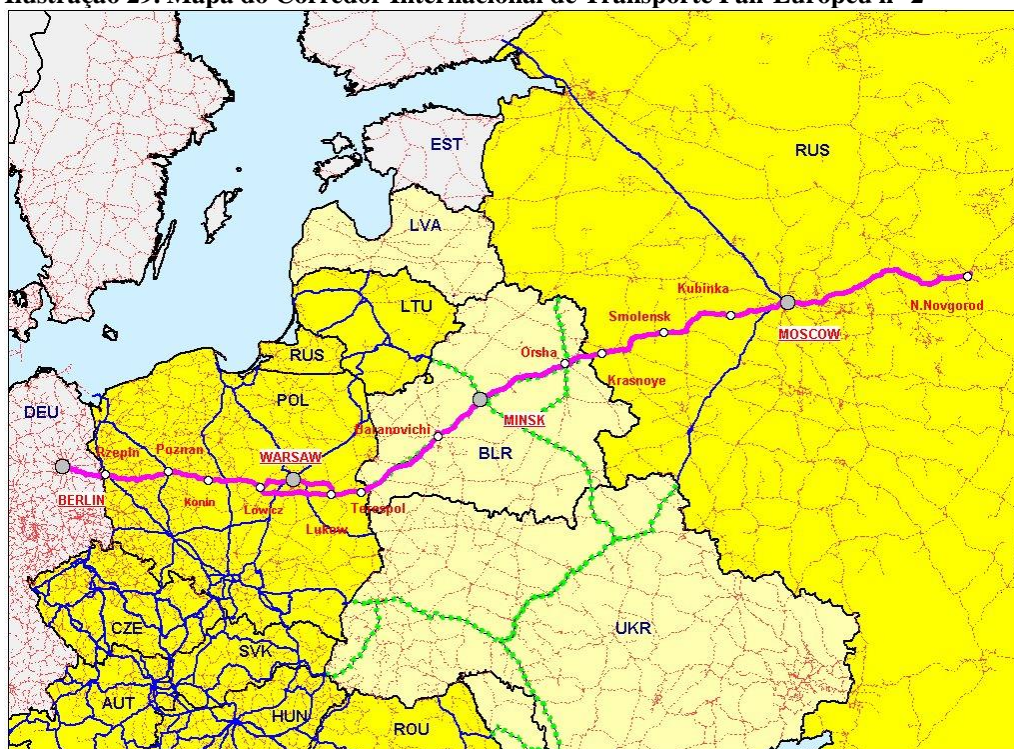 Ilustração 29. Mapa do Corredor Internacional de Transporte Pan-Europeu nº 2
EST
RUS
LVA
Kubinka
N.Novgorod
Smolensk
MOSCOW
LTU
RUS
Orsha
Krasnoye
POL
DEU
MINSK
Baranovichi
BLR
Rzepin
Poznan
WARSAW
BERLIN
Konin
Lowicz
Terespol
Lukow
CZE
UKR
SVK
AUT
HUN
ROU